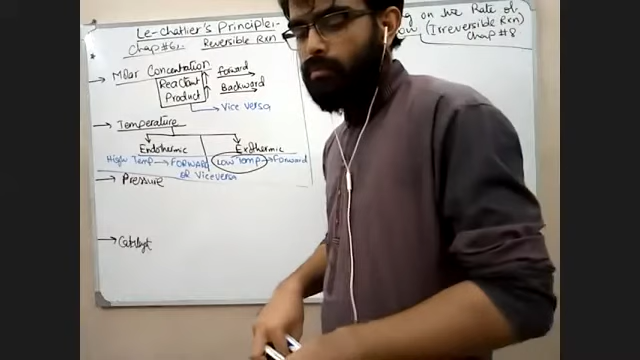 Le-Chatlier's Principle:-
Chap#6.. Reversible Rxn
on the Rate of
(Irreversible Rxn)
Chap #8
→ Molar Concentration
Reactant
Product
Forward
Backward
Vice versa
→ Temperature
Endothermic
Exothermic
High Temp → FORWARD
or Viceversa
Low Temp → Forward
→ Pressure
→ Catalyst